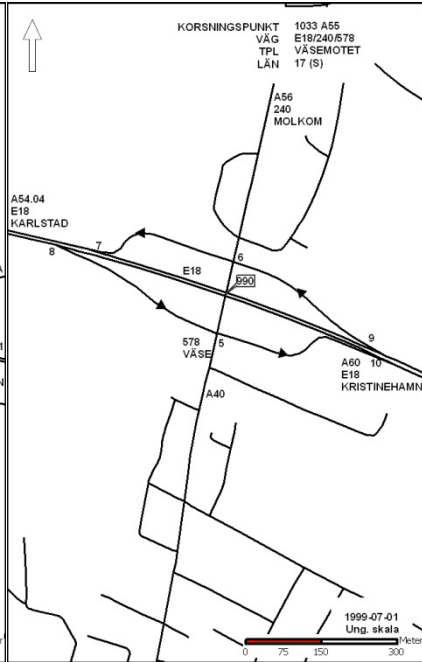 KORSNINGSPUNKT 1033 A55
VÄG E18/240/578
TPL VÄSEMOTET
LÄN 17 (S)
A56
240
MOLKOM
A54.04
E18
KARLSTAD
7
8
E18
6
990
9
10
578
VÄSE
5
A60
E18
KRISTINEHAMN
A40
1999-07-01
Ung. skala
Meter
0 75 150 300